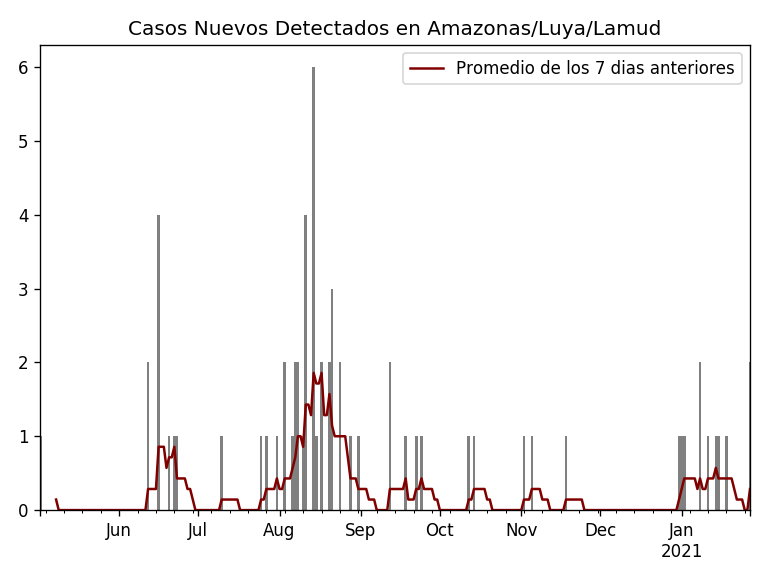 Casos Nuevos Detectados en Amazonas/Luya/Lamud
Promedio de los 7 dias anteriores
6
5
4
3
2
1
0
Jun Jul Aug Sep Oct Nov Dec Jan
2021